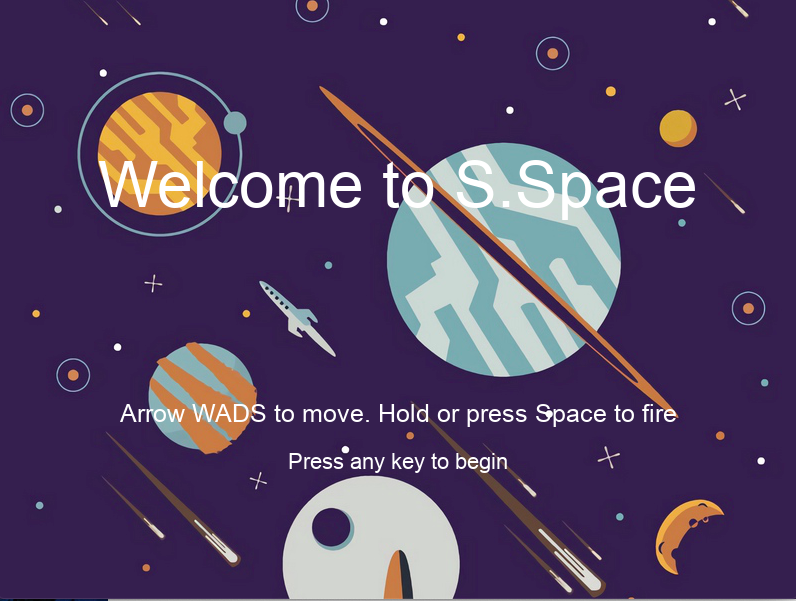 Welcome to S.Space
Arrow WADS to move. Hold or press Space to fire
Press any key to begin